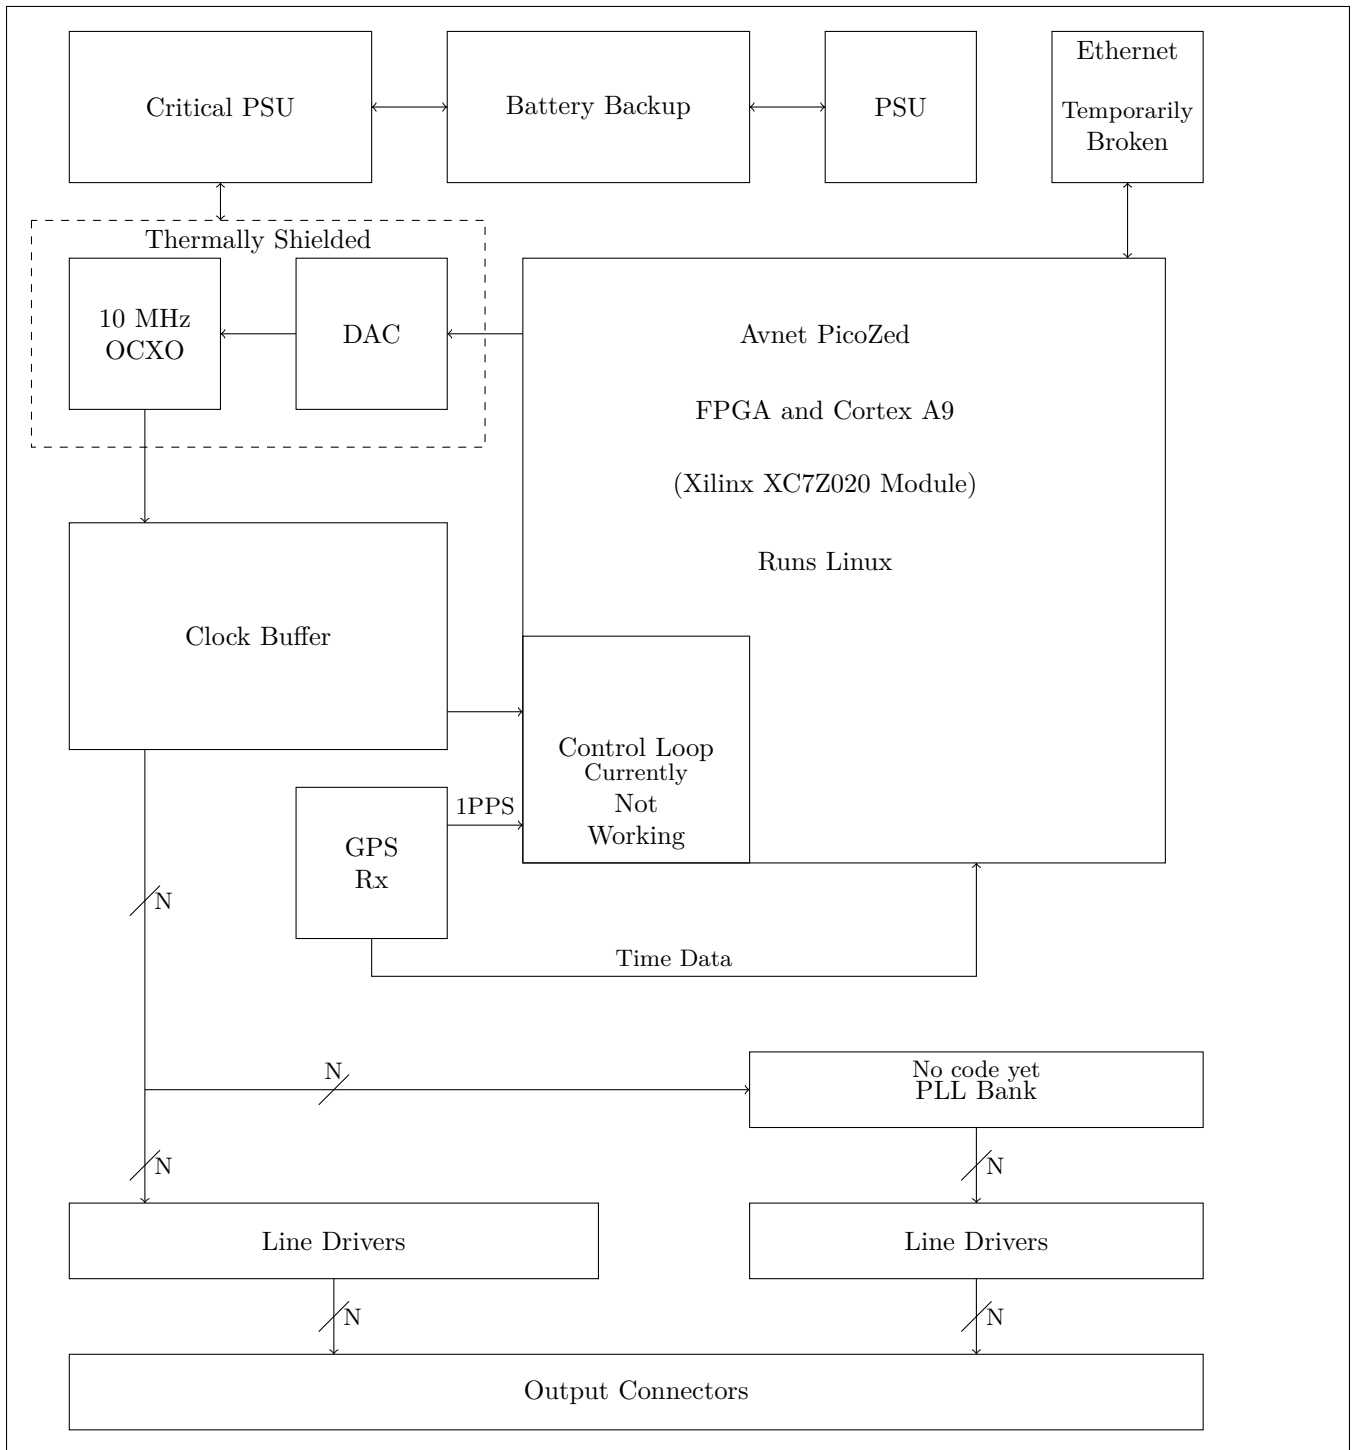 Critical PSU
Battery Backup
PSU
Ethernet
Temporarily
Broken
Thermally Shielded
10 MHz
OCXO
DAC
Avnet PicoZed
FPGA and Cortex A9
(Xilinx XC7Z020 Module)
Runs Linux
Clock Buffer
Control Loop
Currently
Not
Working
1PPS
GPS
Rx
N
Time Data
N
No code yet
PLL Bank
N
N
Line Drivers
Line Drivers
N
N
Output Connectors